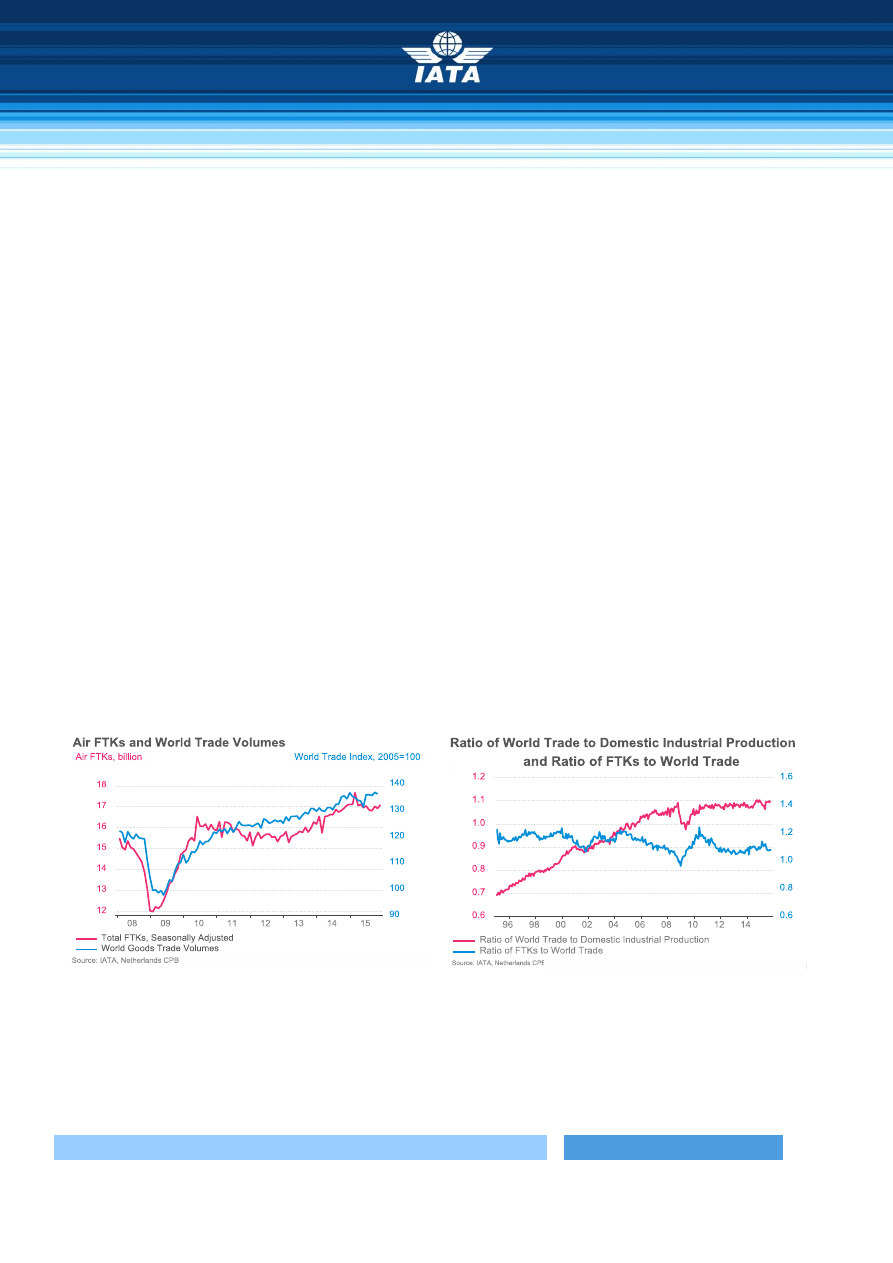 IATA
Air FTKs and World Trade Volumes
Air FTKs, billion World Trade Index, 2005=100
18
17
16
15
14
13
12
140
130
120
110
100
90
08 09 10 11 12 13 14 15
Total FTKs, Seasonally Adjusted
World Goods Trade Volumes
Source: IATA, Netherlands CPB
Ratio of World Trade to Domestic Industrial Production
and Ratio of FTKs to World Trade
1.2
1.1
1.0
0.9
0.8
0.7
0.6
1.6
1.4
1.2
1.0
0.8
0.6
96 98 00 02 04 06 08 10 12 14
Ratio of World Trade to Domestic Industrial Production
Ratio of FTKs to World Trade
Source: IATA, Netherlands CPE